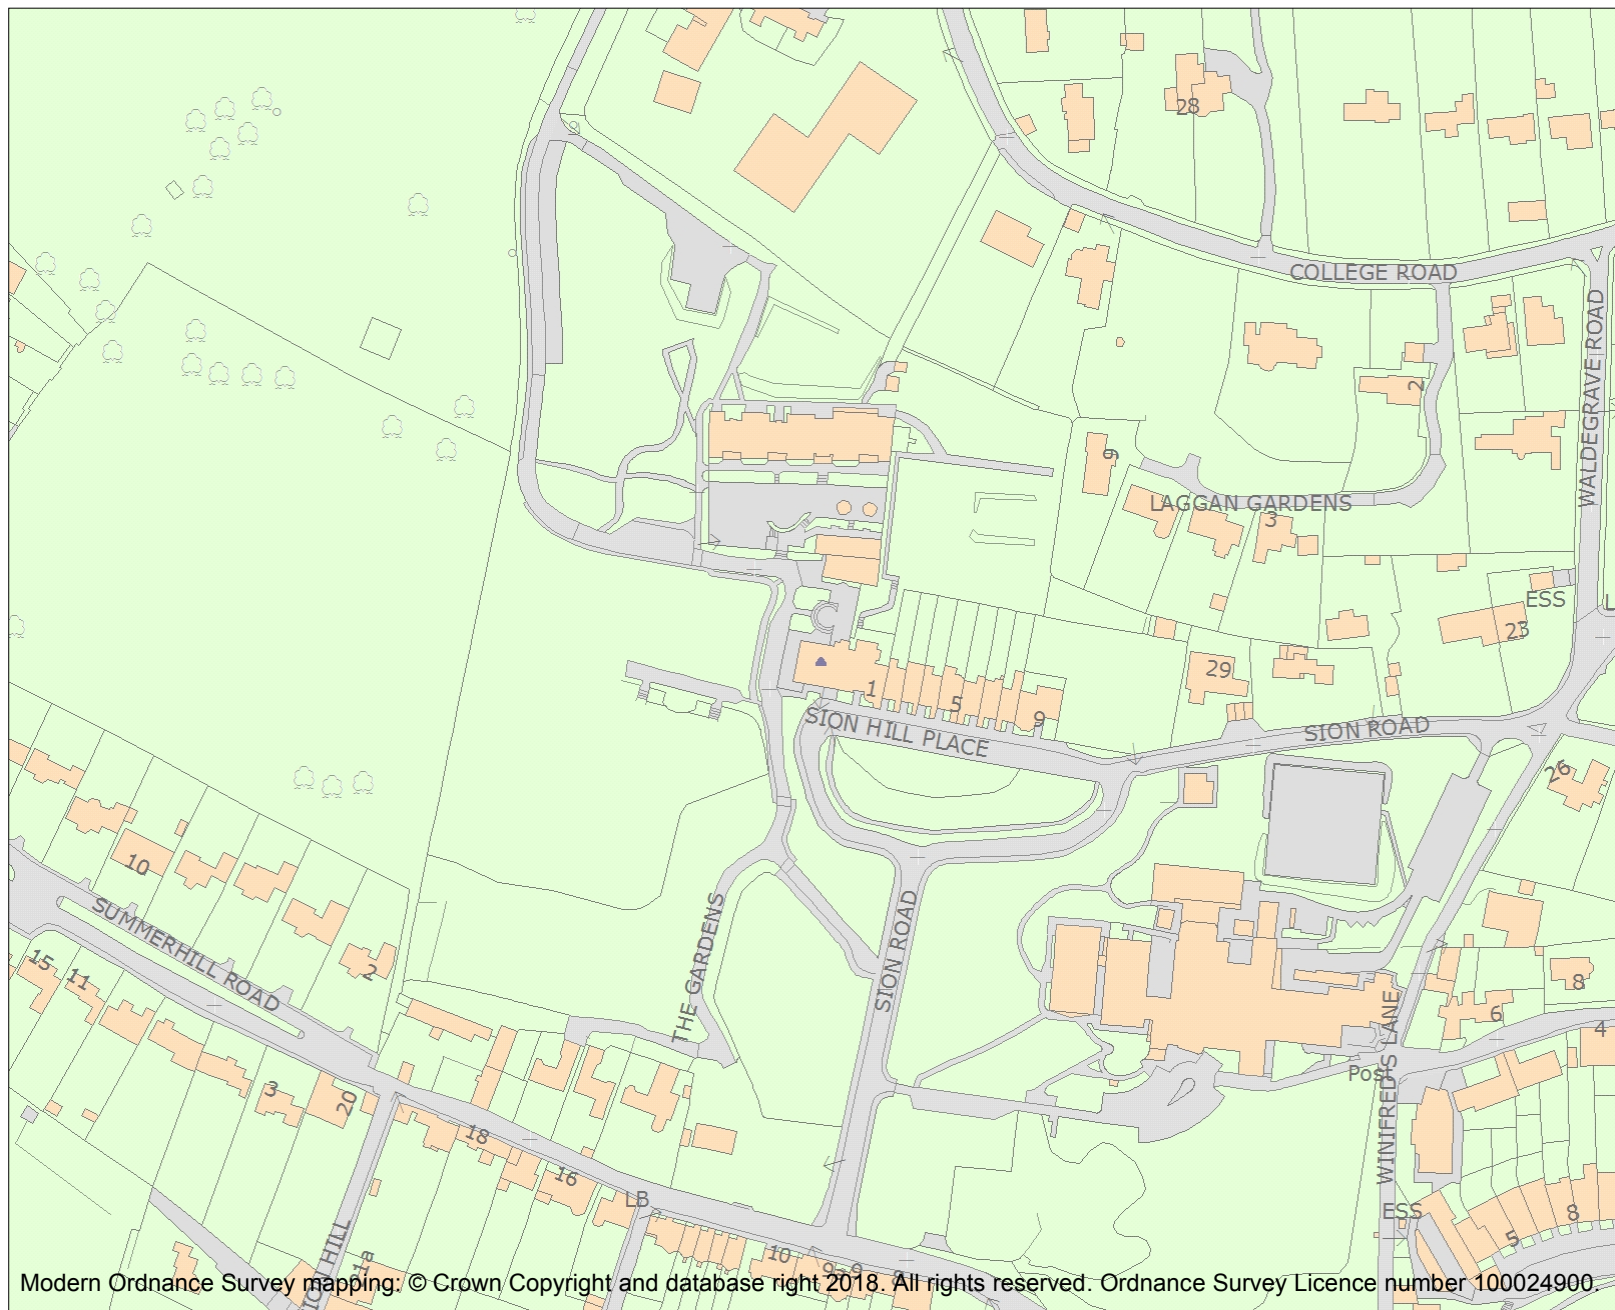 28
COLLEGE ROAD
WALDEGRAVE ROAD
2
9
LAGGAN GARDENS
3
ESS
23
29
1
5
9
SION HILL PLACE
SION ROAD
26
10
SUMMERHILL ROAD
THE GARDENS
SION ROAD
15
11
2
8
6
4
WINIFRED'S LANE
Post
3
20
18
16
LB
ESS
8
5
10
9
1a
Modern Ordnance Survey mapping: © Crown Copyright and database right 2018. All rights reserved. Ordnance Survey Licence number 100024900.